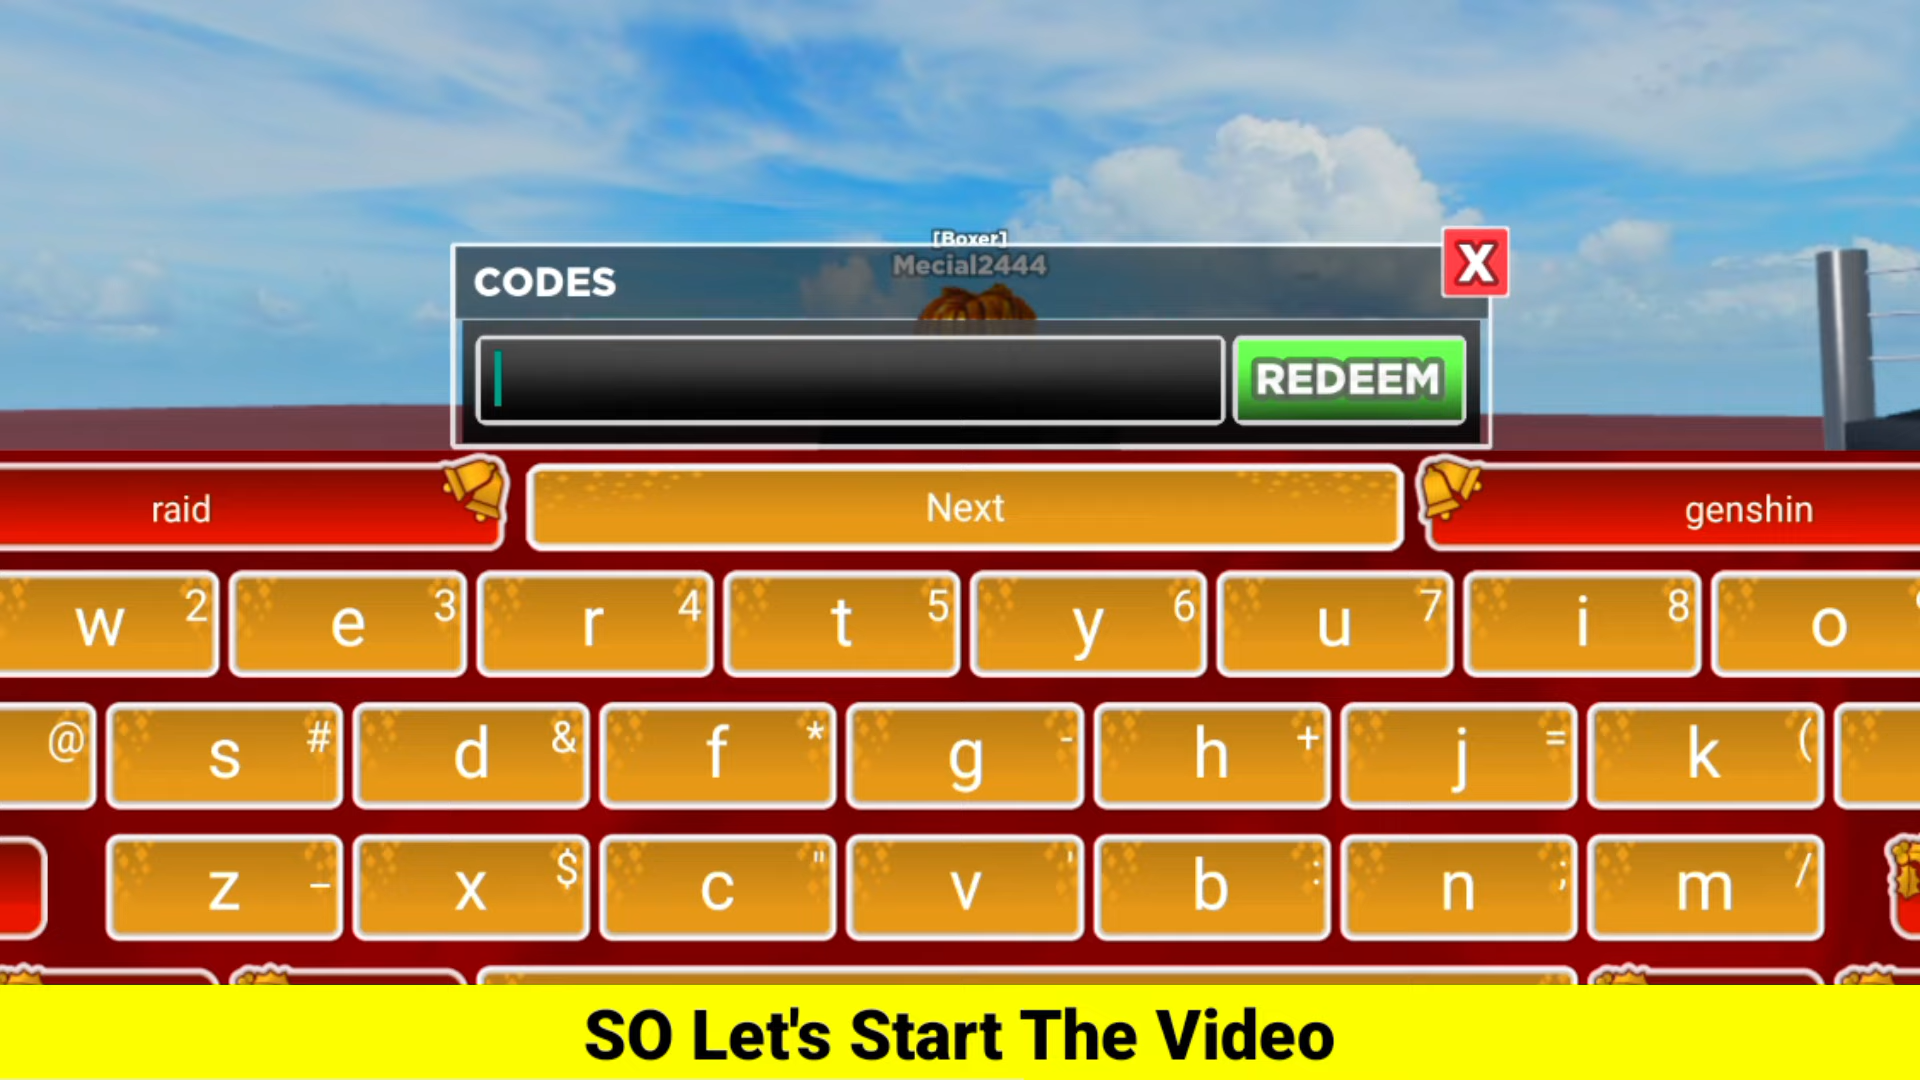 [Boxer]
Mecial2444
CODES
X
REDEEM
raid
Next
genshin
w 2 e 3 r 4 t 5 y 6 u 7 i 8 o
@ s # d & f * g - h + j = k (
z _ x $ c " v ' b : n ; m /
SO Let's Start The Video